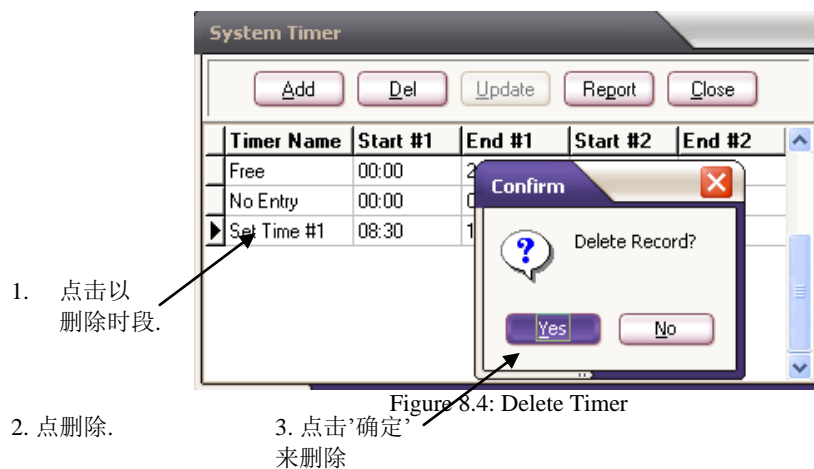 System Timer
Add Del Update Report Close
Timer Name Start #1 End #1 Start #2 End #2
Free 00:00 2
No Entry 00:00 0
Set Time #1 08:30 1
Confirm
Delete Record?
Yes No
1. 点击以
删除时段.
Figure 8.4: Delete Timer
2. 点删除.
3. 点击’确定’
来删除